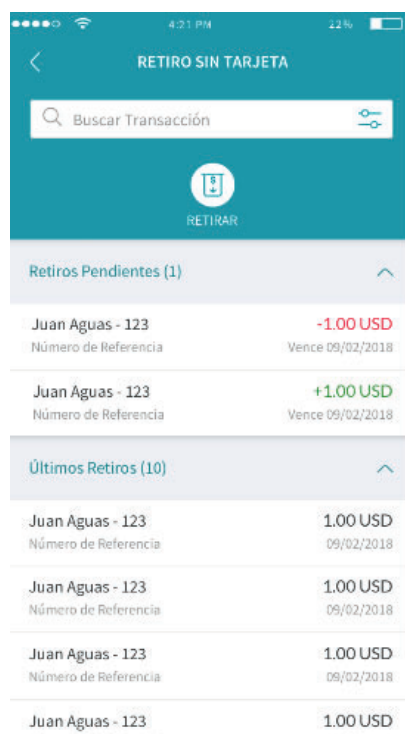 4:21 PM 22%
RETIRO SIN TARJETA
Buscar Transacción
$
RETIRAR
Retiros Pendientes (1)
Juan Aguas - 123 -1.00 USD
Número de Referencia Vence 09/02/2018
Juan Aguas - 123 +1.00 USD
Número de Referencia Vence 09/02/2018
Últimos Retiros (10)
Juan Aguas - 123 1.00 USD
Número de Referencia 09/02/2018
Juan Aguas - 123 1.00 USD
Número de Referencia 09/02/2018
Juan Aguas - 123 1.00 USD
Número de Referencia 09/02/2018
Juan Aguas - 123 1.00 USD